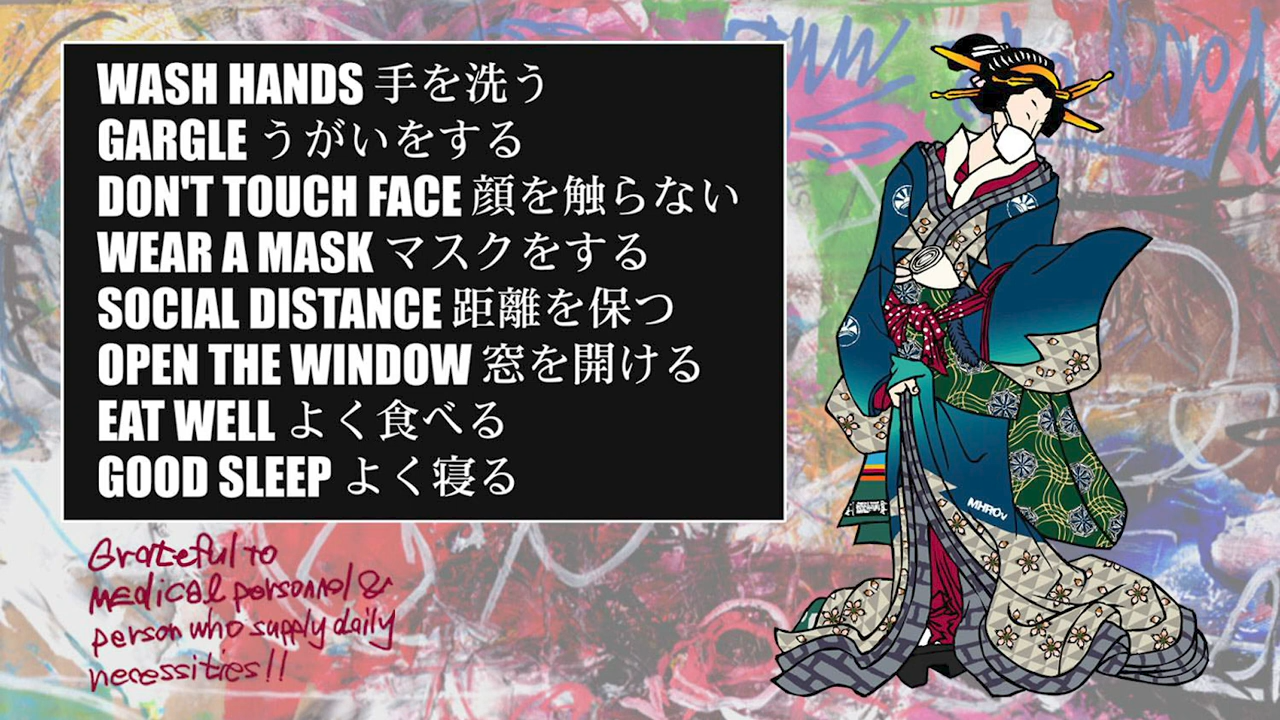 WASH HANDS 手を洗う
GARGLE うがいをする
DON'T TOUCH FACE 顔を触らない
WEAR A MASK マスクをする
SOCIAL DISTANCE 距離を保つ
OPEN THE WINDOW 窓を開ける
EAT WELL よく食べる
GOOD SLEEP よく寝る
Grateful to
medical personnel &
person who supply daily
necessities!!
MHROv